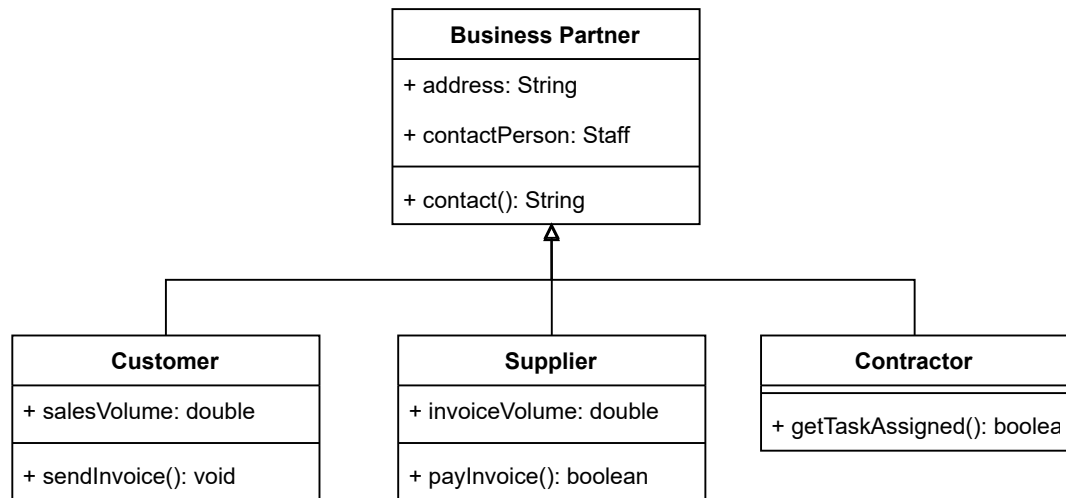 Business Partner
+ address: String
+ contactPerson: Staff
+ contact(): String
Customer
+ salesVolume: double
+ sendInvoice(): void
Supplier
+ invoiceVolume: double
+ payInvoice(): boolean
Contractor
+ getTaskAssigned(): boolea